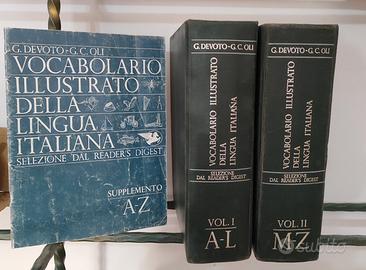 G. DEVOTO-G. C. OLI
VOCABOLARIO
ILLUSTRATO
DELLA
LINGUA
ITALIANA
SELEZIONE DAL READER'S DIGEST
SUPPLEMENTO
A-Z
G. DEVOTO-G. C. OLI
VOCABOLARIO ILLUSTRATO
DELLA
LINGUA ITALIANA
SELEZIONE
DAL READER'S DIGEST
VOL. I
A-L
G. DEVOTO-G. C. OLI
VOCABOLARIO ILLUSTRATO
DELLA
LINGUA ITALIANA
SELEZIONE
DAL READER'S DIGEST
VOL. II
M-Z
subito